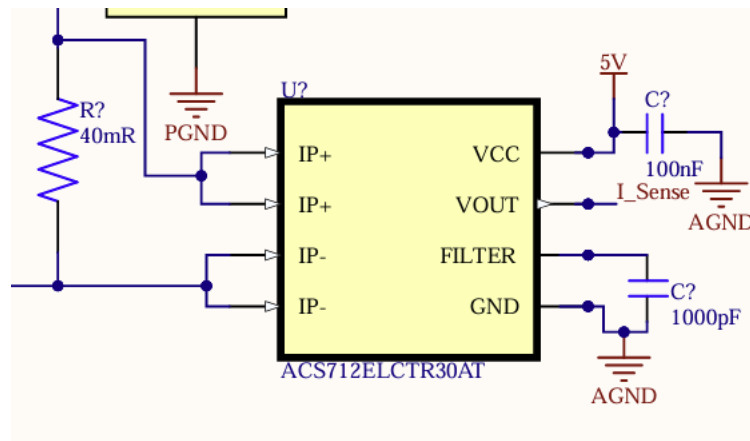 U?
5V
R?
40mR
PGND
C?
100nF
IP+
VCC
IP+
VOUT
I_Sense
AGND
IP-
FILTER
IP-
GND
C?
1000pF
ACS712ELCTR30AT
AGND